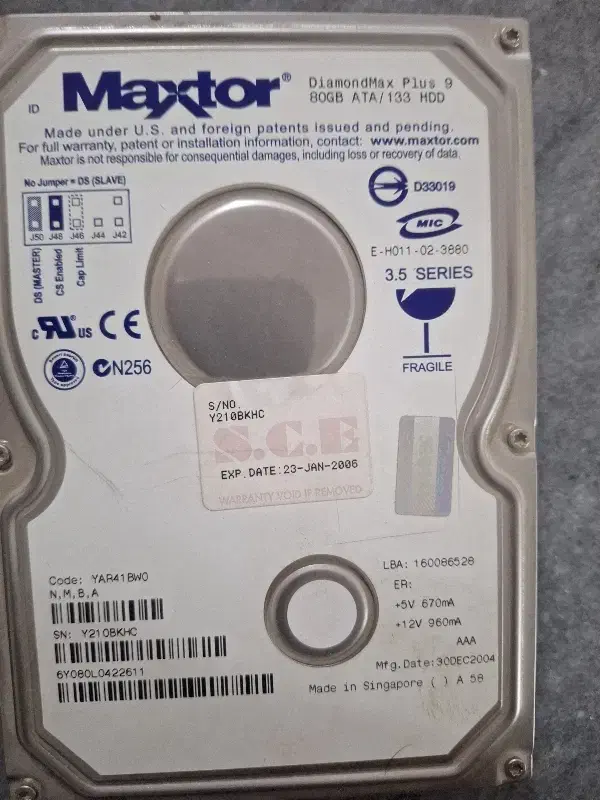 Maxtor®
DiamondMax Plus 9
80GB ATA/133 HDD
ID
Made under U.S. and foreign patents issued and pending.
For full warranty, patent or installation information, contact: www.maxtor.com
Maxtor is not responsible for consequential damages, including loss or recovery of data.
No Jumper = DS (SLAVE)
J50 J48 J46 J44 J42
DS (MASTER)
CS Enabled
Cap Limit
D33019
MIC
E-H011-02-3880
3.5 SERIES
FRAGILE
c RU® US CE
N256
S/NO.
Y210BKHC
S.C.E
EXP.DATE:23-JAN-2006
WARRANTY VOID IF REMOVED
Code: YAR41BW0
N,M,B,A
SN: Y210BKHC
6Y080L0422611
LBA: 160086528
ER:
+5V 670mA
+12V 960mA
AAA
Mfg.Date:30DEC2004
Made in Singapore ( ) A 58